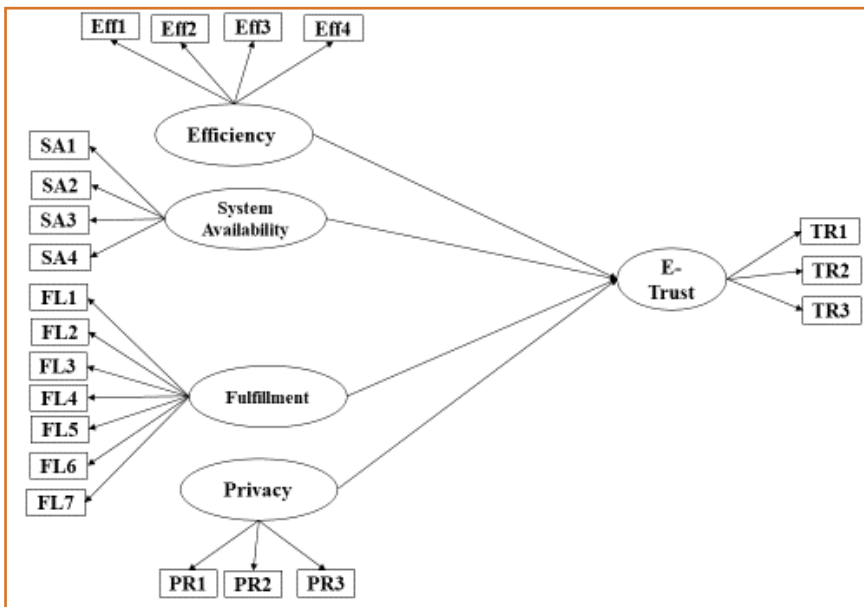 Eff1
Eff2
Eff3
Eff4
Efficiency
SA1
SA2
SA3
SA4
System
Availability
FL1
FL2
FL3
FL4
FL5
FL6
FL7
Fulfillment
Privacy
PR1
PR2
PR3
E-
Trust
TR1
TR2
TR3